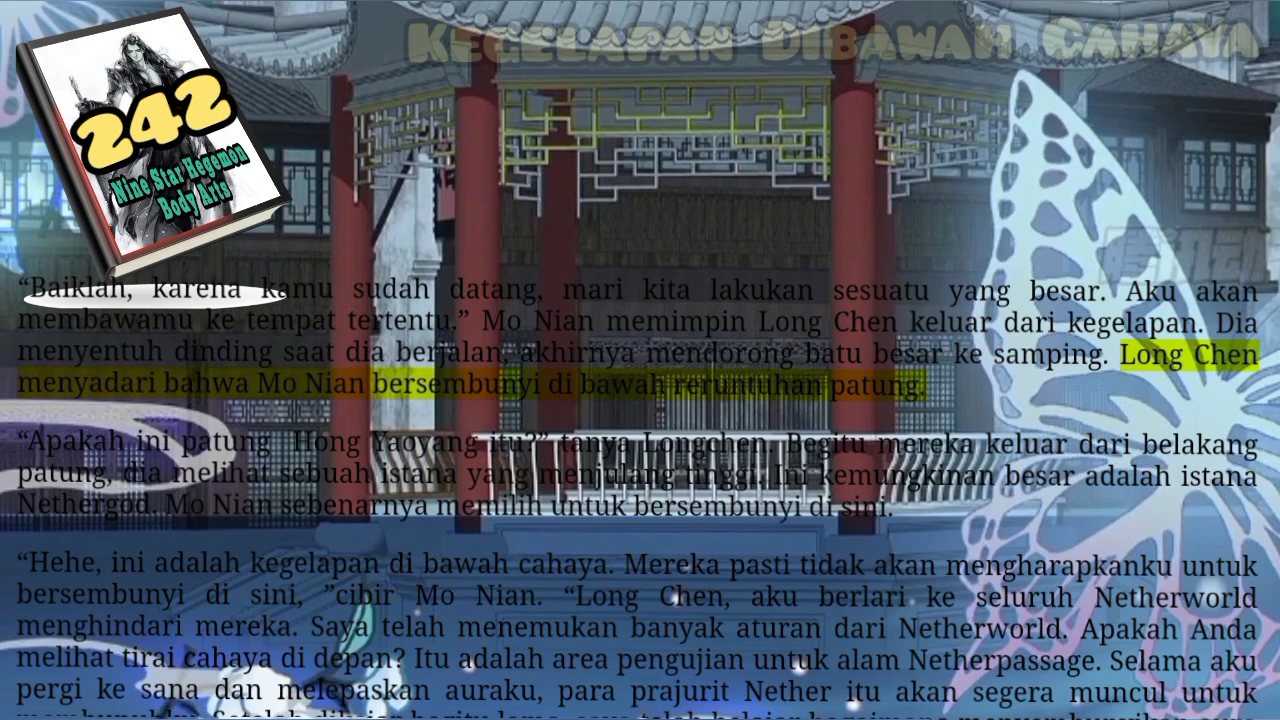 KEGELAPAN DIBAWAH CAHAYA
242
Nine Star Hegemon
Body Arts
“Baiklah, karena kamu sudah datang, mari kita lakukan sesuatu yang besar. Aku akan
membawamu ke tempat tertentu.” Mo Nian memimpin Long Chen keluar dari kegelapan. Dia
menyentuh dinding saat dia berjalan, akhirnya mendorong batu besar ke samping. Long Chen
menyadari bahwa Mo Nian bersembunyi di bawah reruntuhan patung.
“Apakah ini patung Hong Yaoyang itu?” tanya Longchen. Begitu mereka keluar dari belakang
patung, dia melihat sebuah istana yang menjulang tinggi. Ini kemungkinan besar adalah istana
Nethergod. Mo Nian sebenarnya memilih untuk bersembunyi di sini.
“Hehe, ini adalah kegelapan di bawah cahaya. Mereka pasti tidak akan mengharapkanku untuk
bersembunyi di sini, ”cibir Mo Nian. “Long Chen, aku berlari ke seluruh Netherworld
menghindari mereka. Saya telah menemukan banyak aturan dari Netherworld. Apakah Anda
melihat tirai cahaya di depan? Itu adalah area pengujian untuk alam Netherpassage. Selama aku
pergi ke sana dan melepaskan auraku, para prajurit Nether itu akan segera muncul untuk